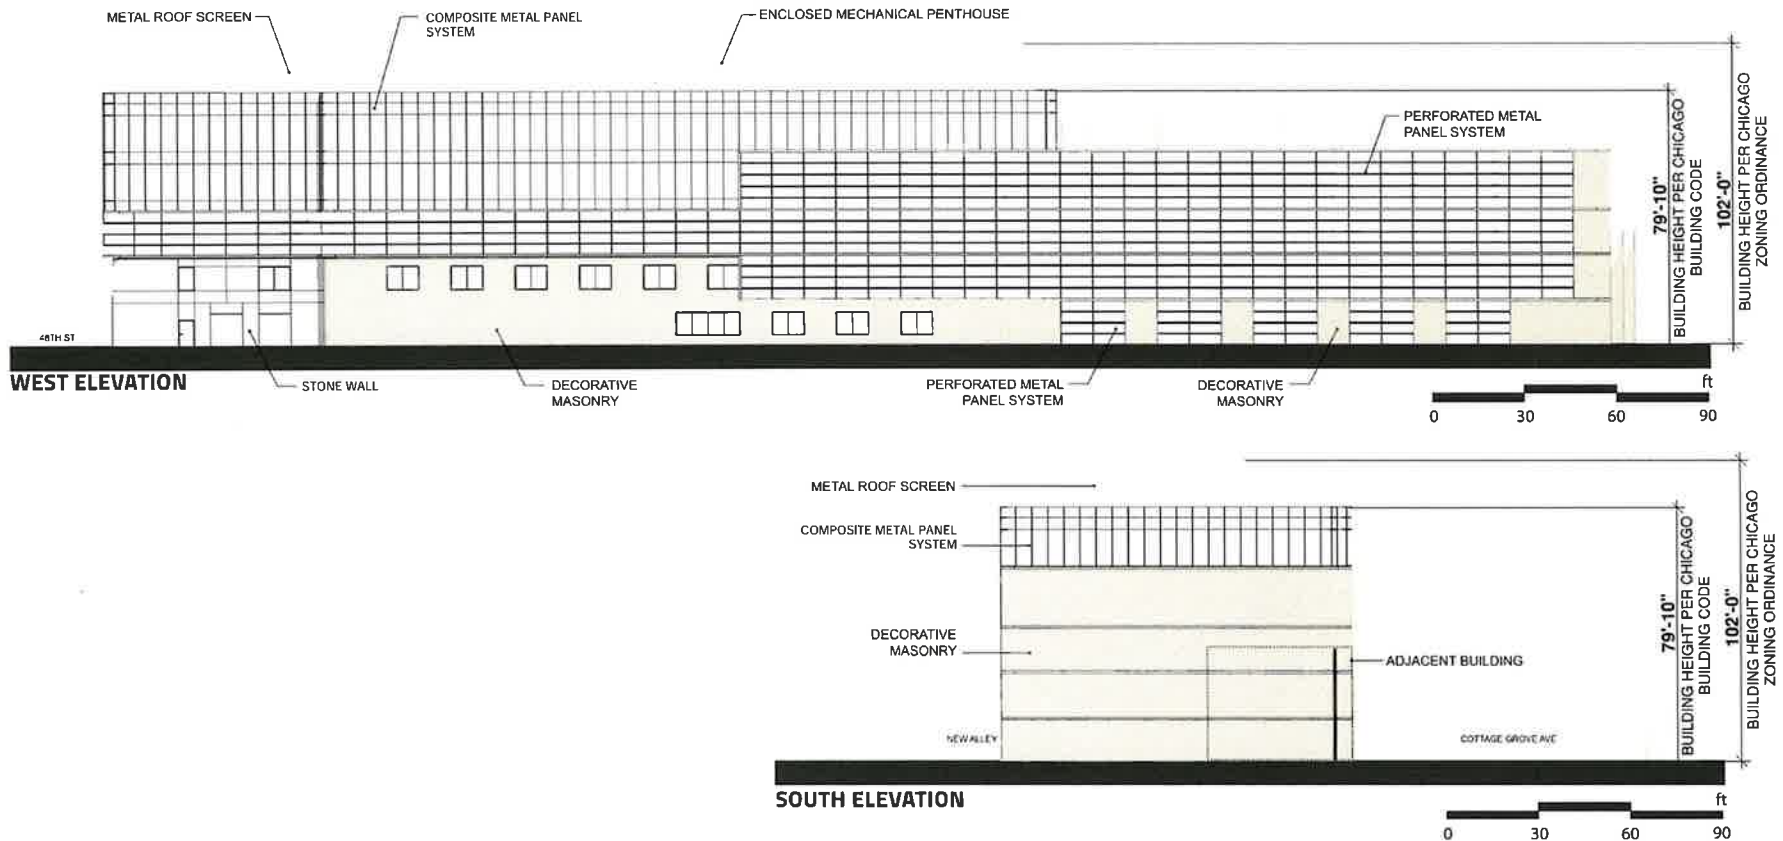 METAL ROOF SCREEN
COMPOSITE METAL PANEL
SYSTEM
ENCLOSED MECHANICAL PENTHOUSE
PERFORATED METAL
PANEL SYSTEM
79'-10"
BUILDING HEIGHT PER CHICAGO
BUILDING CODE
102'-0"
BUILDING HEIGHT PER CHICAGO
ZONING ORDINANCE
48TH ST
WEST ELEVATION
STONE WALL
DECORATIVE
MASONRY
PERFORATED METAL
PANEL SYSTEM
DECORATIVE
MASONRY
ft
0 30 60 90
METAL ROOF SCREEN
COMPOSITE METAL PANEL
SYSTEM
DECORATIVE
MASONRY
ADJACENT BUILDING
NEW ALLEY
COTTAGE GROVE AVE
79'-10"
BUILDING HEIGHT PER CHICAGO
BUILDING CODE
102'-0"
BUILDING HEIGHT PER CHICAGO
ZONING ORDINANCE
SOUTH ELEVATION
ft
0 30 60 90